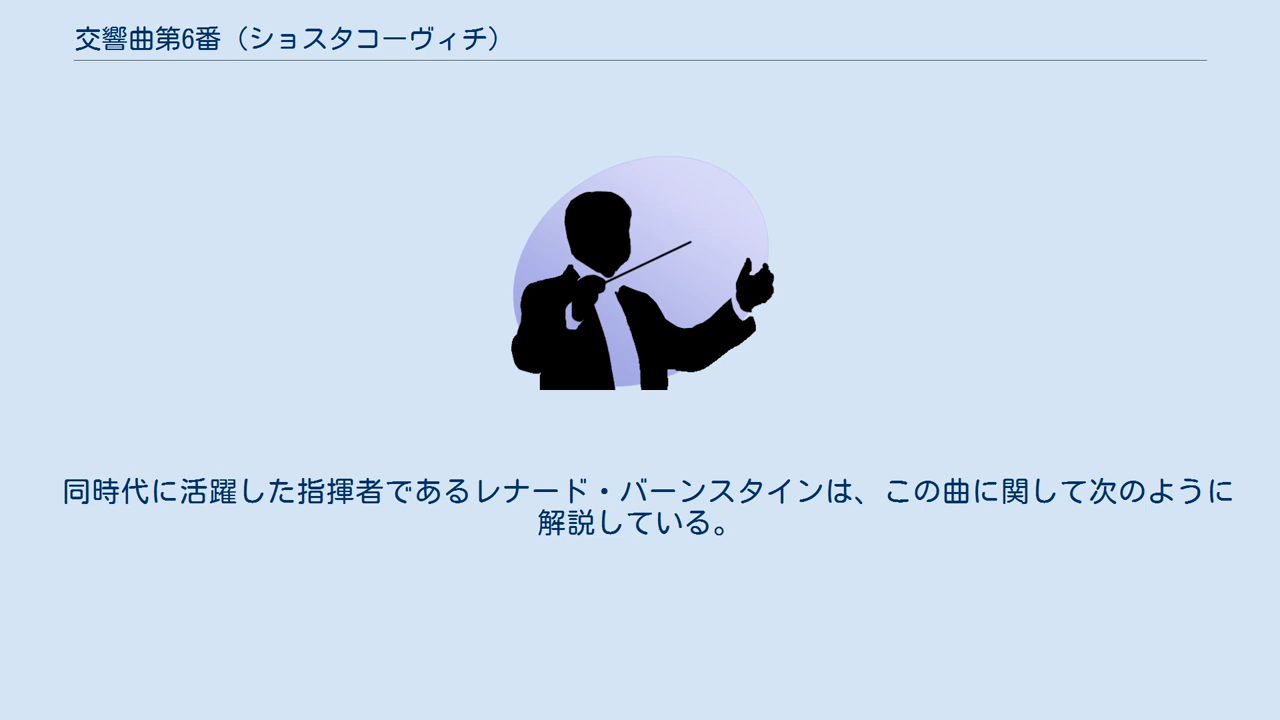 交響曲第6番（ショスタコーヴィチ）
同時代に活躍した指揮者であるレナード・バーンスタインは、この曲に関して次のように
解説している。